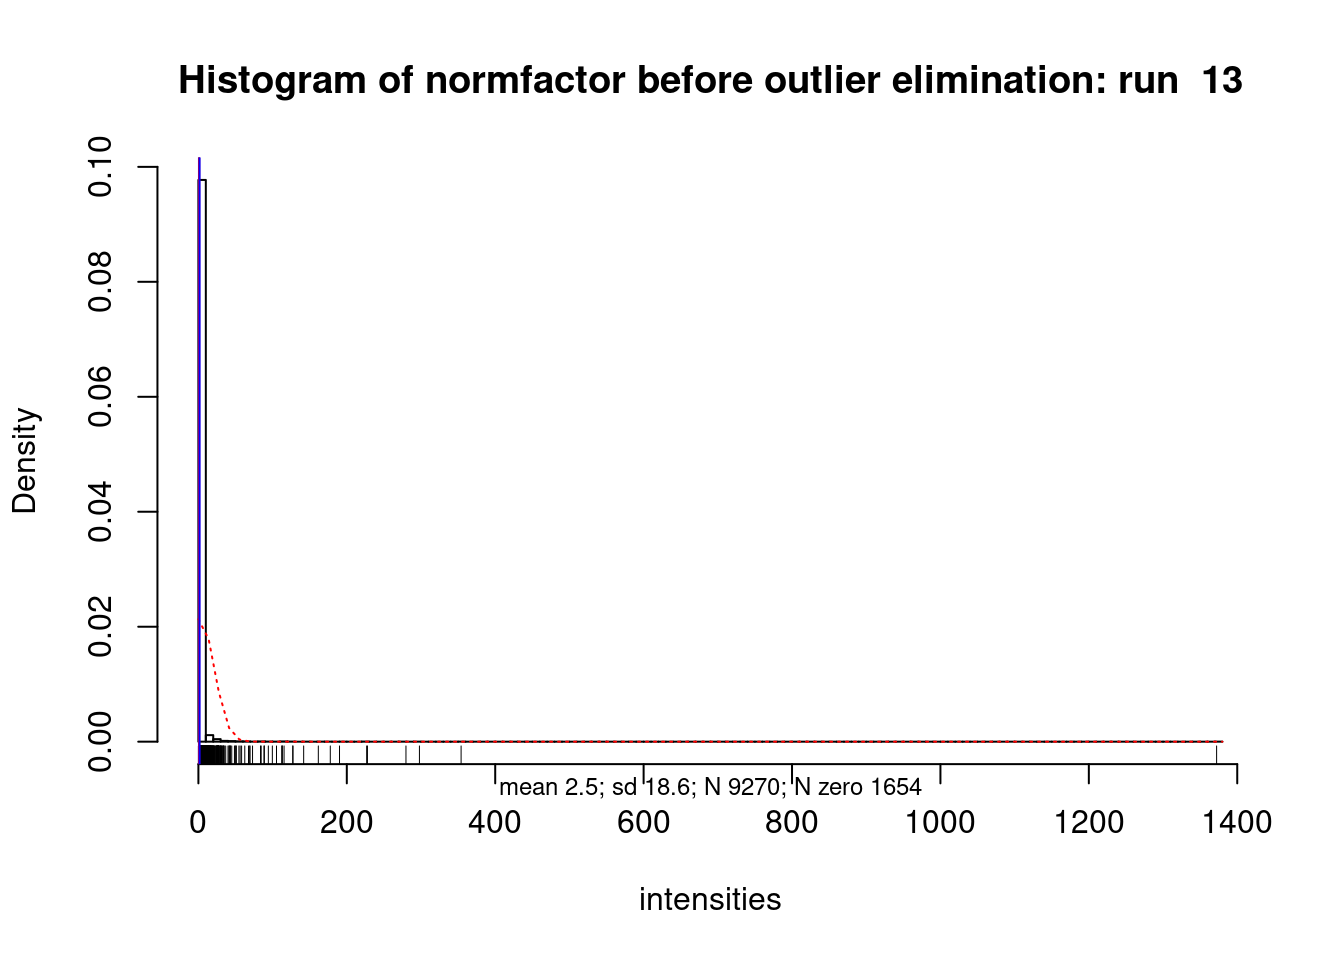 Histogram of normfactor before outlier elimination: run  13
Density
0.10
0.08
0.06
0.04
0.02
0.00
mean 2.5; sd 18.6; N 9270; N zero 1654
0 200 400 600 800 1000 1200 1400
intensities